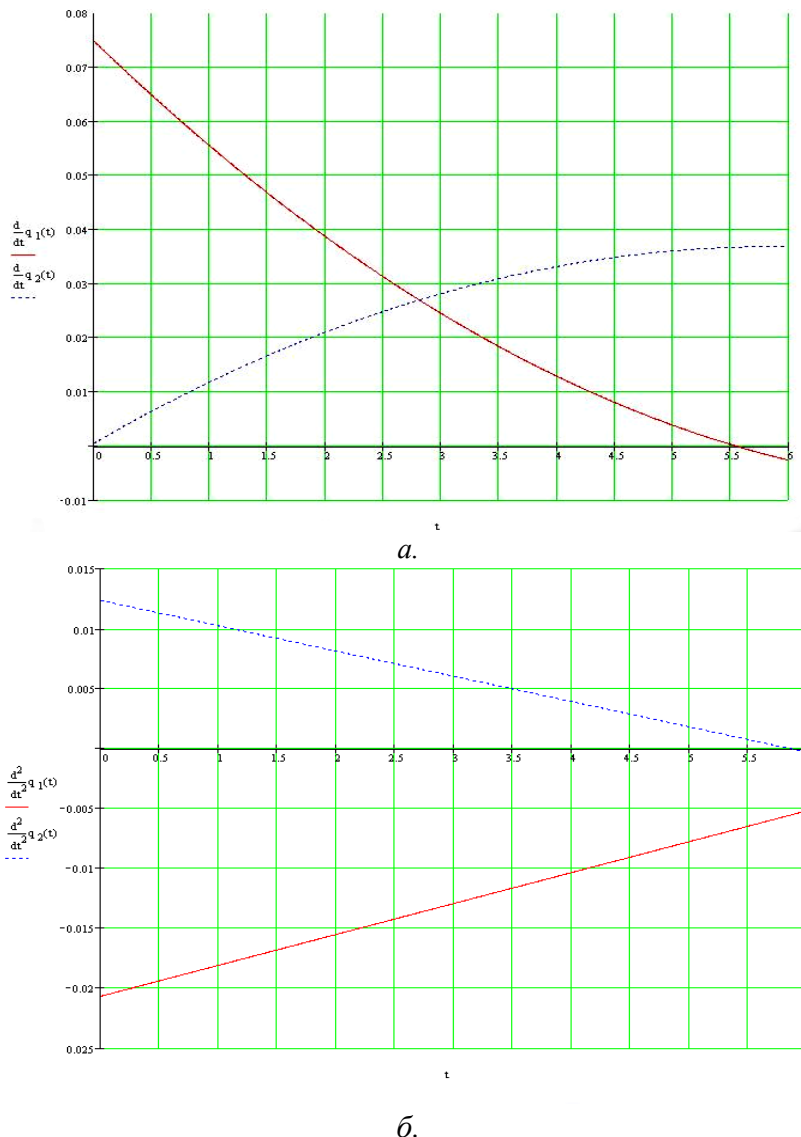 0.08
0.07
0.06
0.05
0.04
d/dt q 1(t)
0.03
d/dt q 2(t)
0.02
0.01
0 0.5 1 1.5 2 2.5 3 3.5 4 4.5 5 5.5 6
-0.01
t
а.
0.015
0.01
0.005
0 0.5 1 1.5 2 2.5 3 3.5 4 4.5 5 5.5
d²/dt² q 1(t)
-0.005
d²/dt² q 2(t)
-0.01
-0.015
-0.02
0.025
t
б.